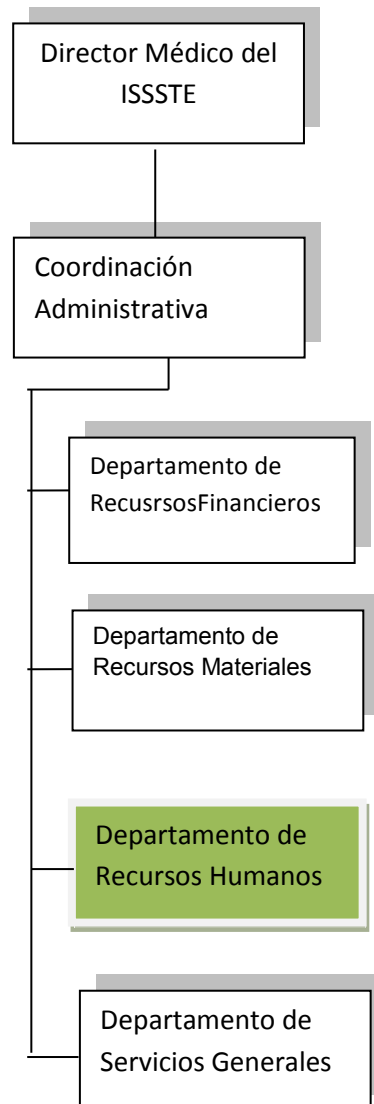 Director Médico del
ISSSTE
Coordinación
Administrativa
Departamento de
RecusrsosFinancieros
Departamento de
Recursos Materiales
Departamento de
Recursos Humanos
Departamento de
Servicios Generales